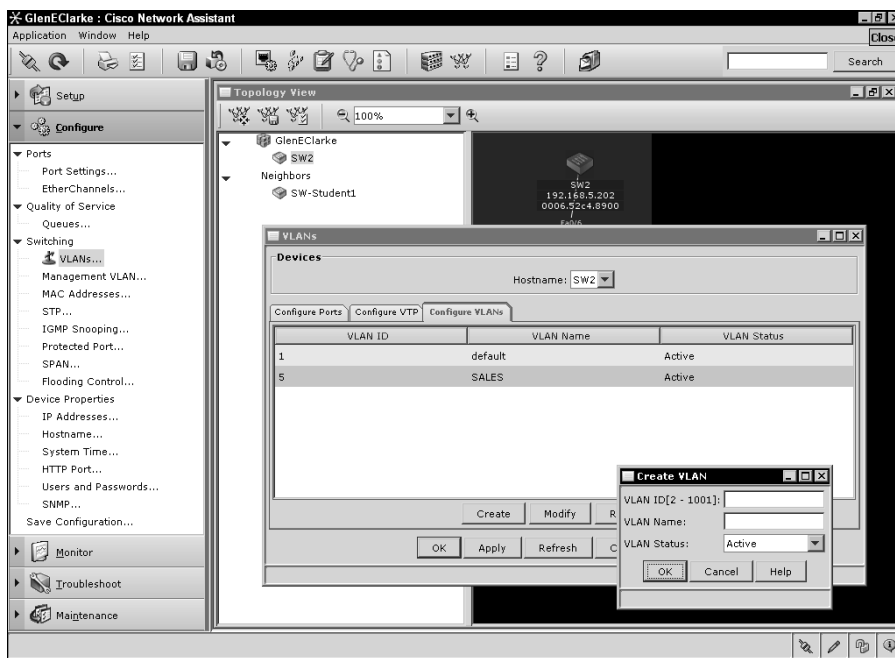 GlenEClarke : Cisco Network Assistant
Application Window Help
Clos
Search
Setup
Configure
Ports
Port Settings...
EtherChannels...
Quality of Service
Queues...
Switching
VLANs...
Management VLAN...
MAC Addresses...
STP...
IGMP Snooping...
Protected Port...
SPAN...
Flooding Control...
Device Properties
IP Addresses...
Hostname...
System Time...
HTTP Port...
Users and Passwords...
SNMP...
Save Configuration...
Monitor
Troubleshoot
Maintenance
Topology View
100%
GlenEClarke
SW2
Neighbors
SW-Student1
SW2
192.168.5.202
0006.52c4.8900
Fa0/6
VLANs
Devices
Hostname: SW2
Configure Ports Configure VTP Configure VLANs
VLAN ID VLAN Name VLAN Status
1 default Active
5 SALES Active
Create Modify R
OK Apply Refresh C
Create VLAN
VLAN ID[2 - 1001]:
VLAN Name:
VLAN Status: Active
OK Cancel Help